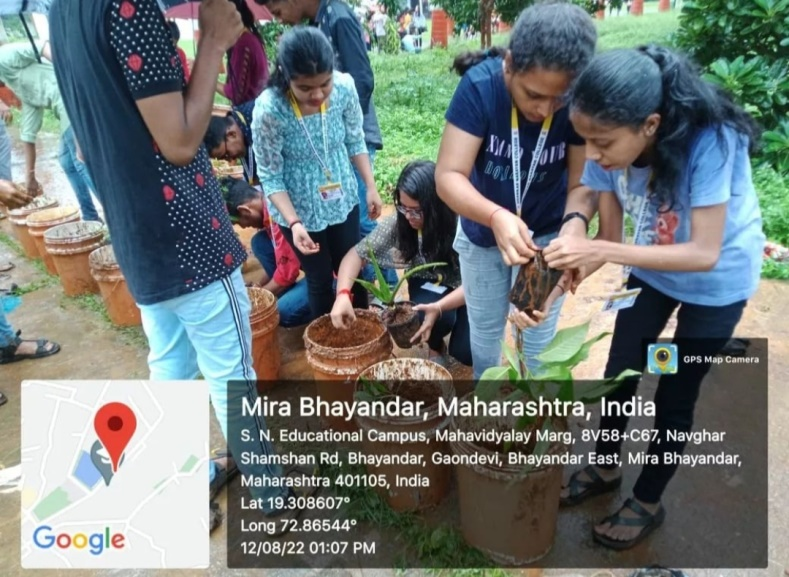 GPS Map Camera
Mira Bhayandar, Maharashtra, India
S. N. Educational Campus, Mahavidyalay Marg, 8V58+C67, Navghar
Shamshan Rd, Bhayandar, Gaondevi, Bhayandar East, Mira Bhayandar,
Maharashtra 401105, India
Lat 19.308607°
Long 72.86544°
12/08/22 01:07 PM
Google